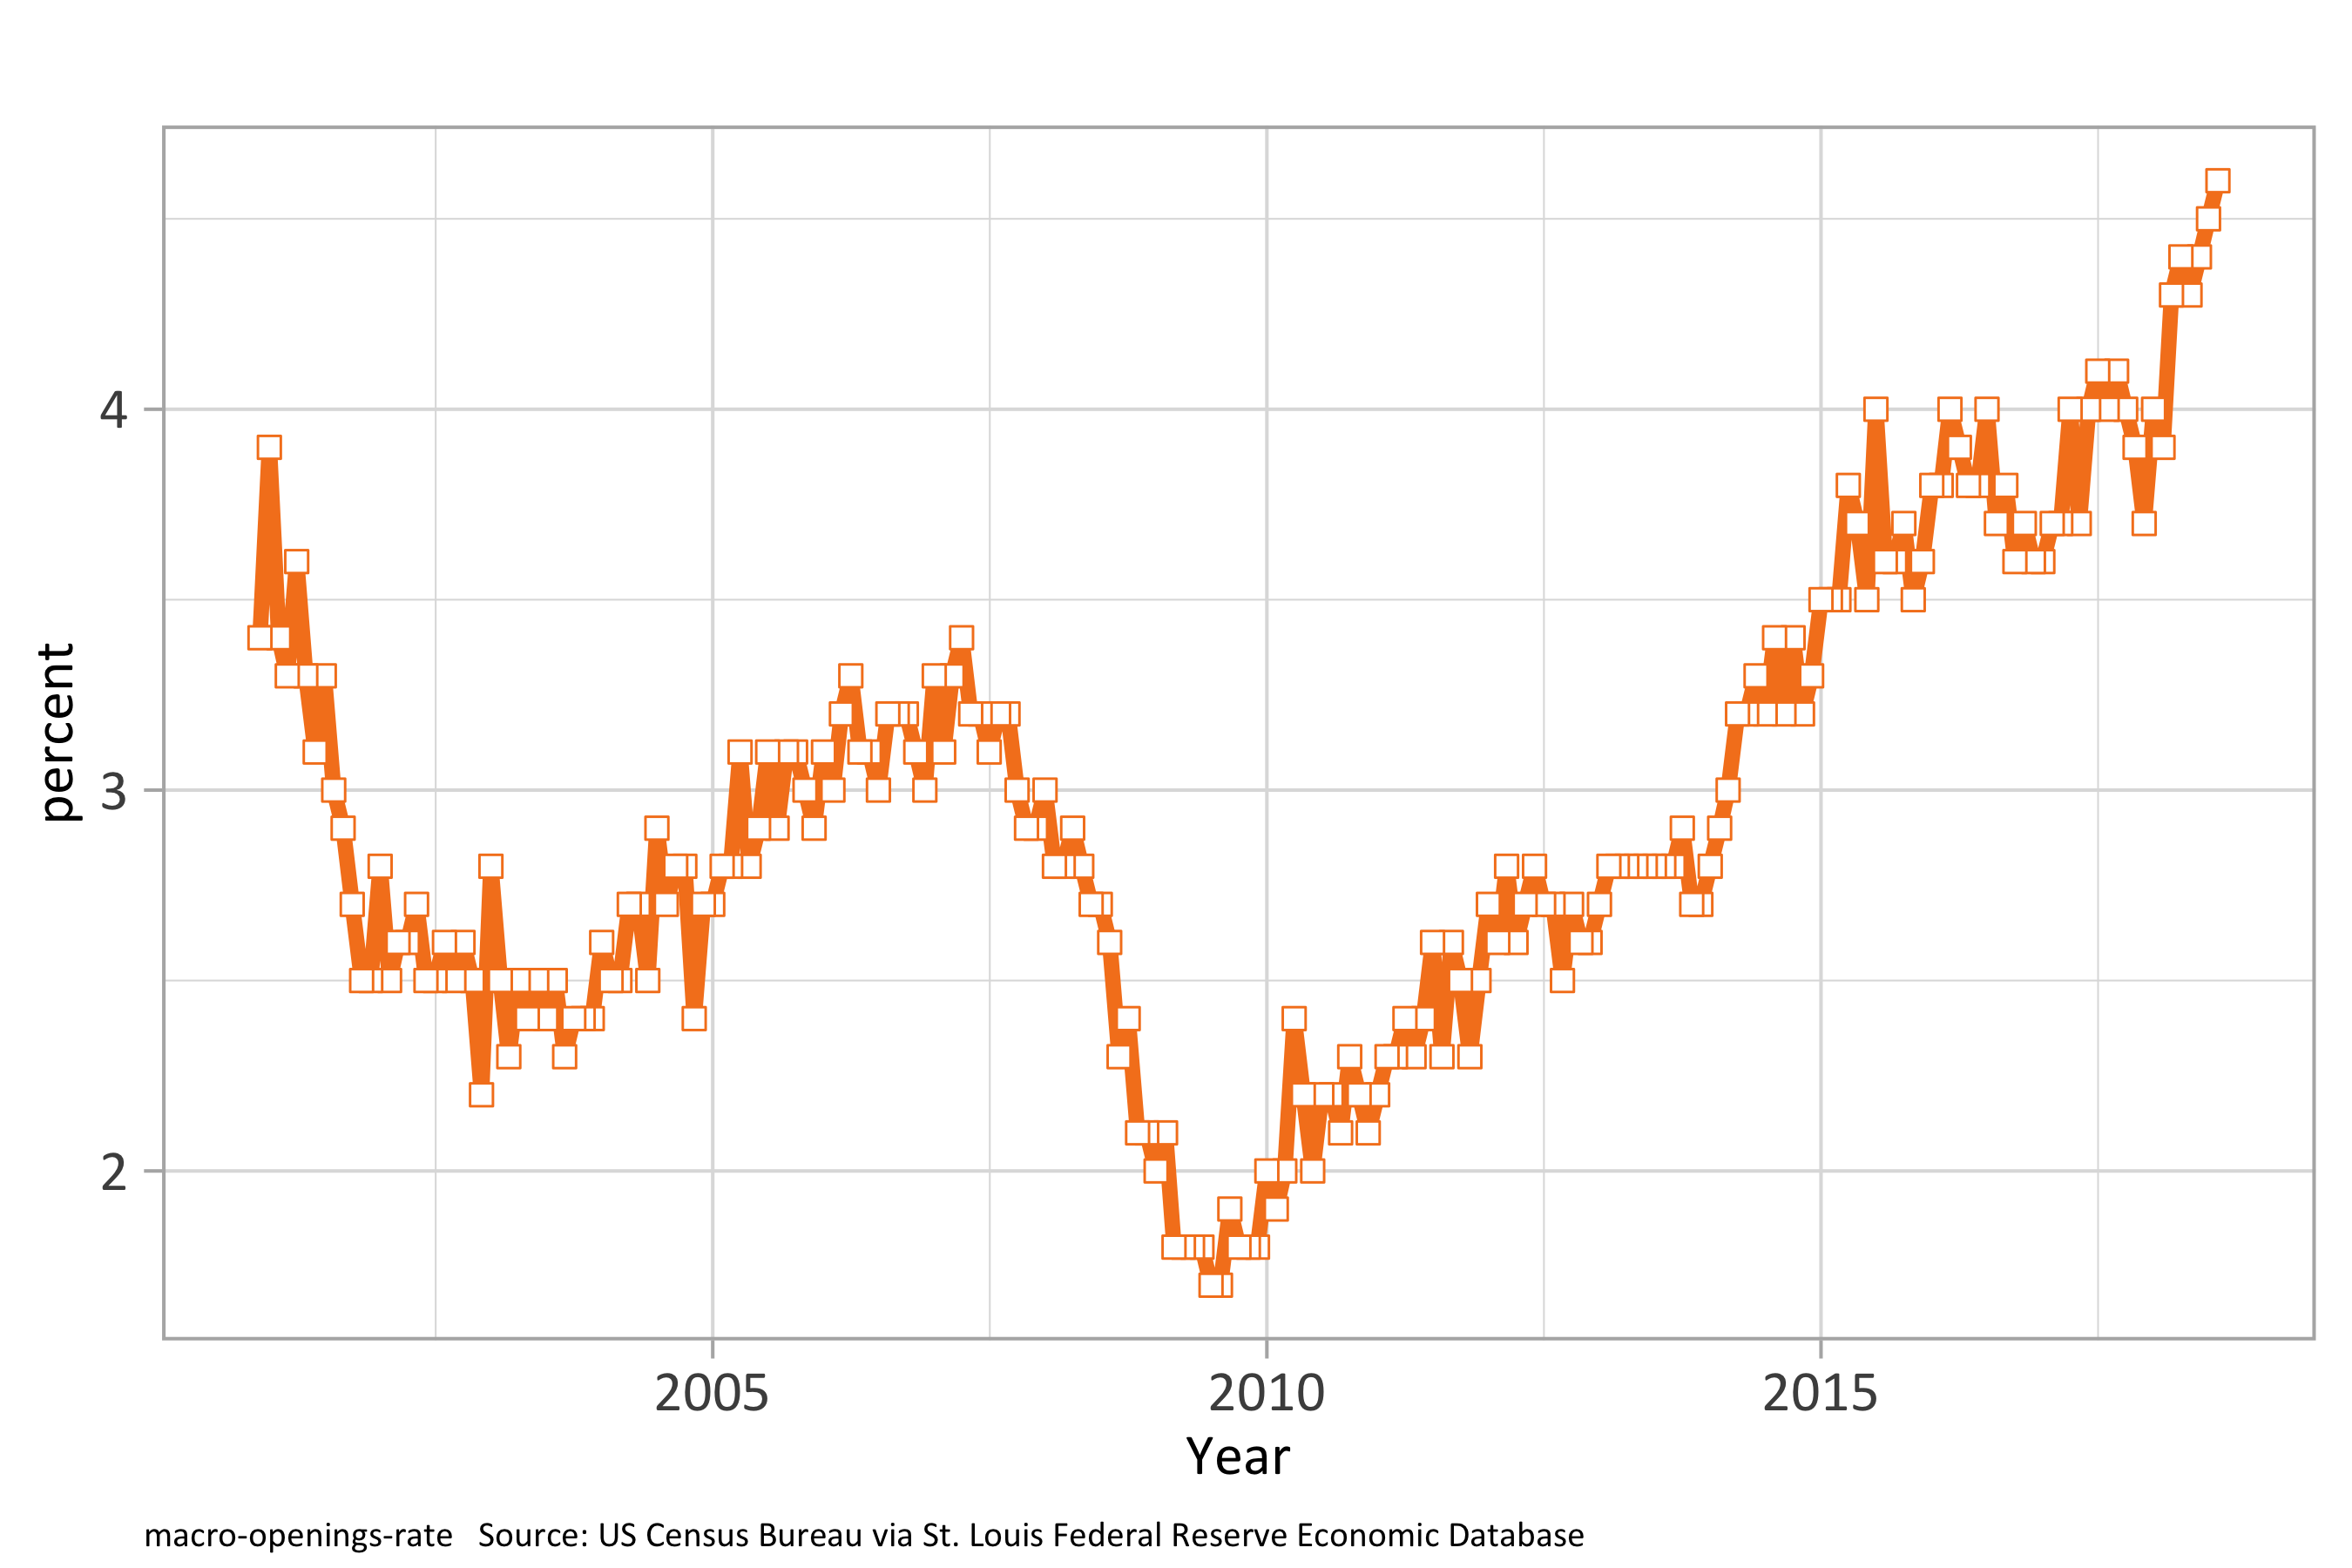 percent
4
3
2
2005 2010 2015
Year
macro-openings-rate Source: US Census Bureau via St. Louis Federal Reserve Economic Database